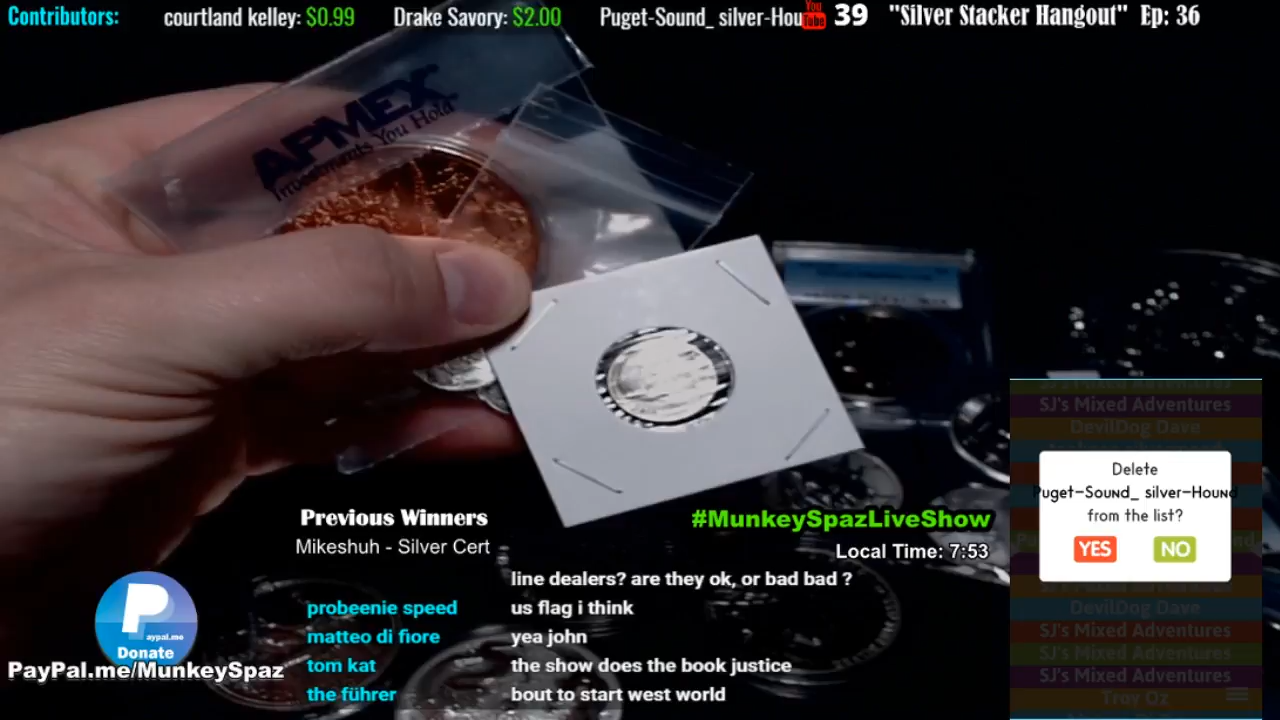 Contributors: courtland kelley: $0.99 Drake Savory: $2.00 Puget-Sound_ silver-Hou
You Tube 39 "Silver Stacker Hangout" Ep: 36
APMEX
Investments You Hold
SJ's Mixed Adventures
DevilDog Dave
Delete
Puget-Sound_ silver-Hound
from the list?
YES NO
DevilDog Dave
SJ's Mixed Adventures
SJ's Mixed Adventures
SJ's Mixed Adventures
Troy Oz
Previous Winners
Mikeshuh - Silver Cert
#MunkeySpazLiveShow
Local Time: 7:53
line dealers? are they ok, or bad bad ?
probeenie speed us flag i think
matteo di fiore yea john
tom kat the show does the book justice
the führer bout to start west world
P aypal.me
Donate
PayPal.me/MunkeySpaz